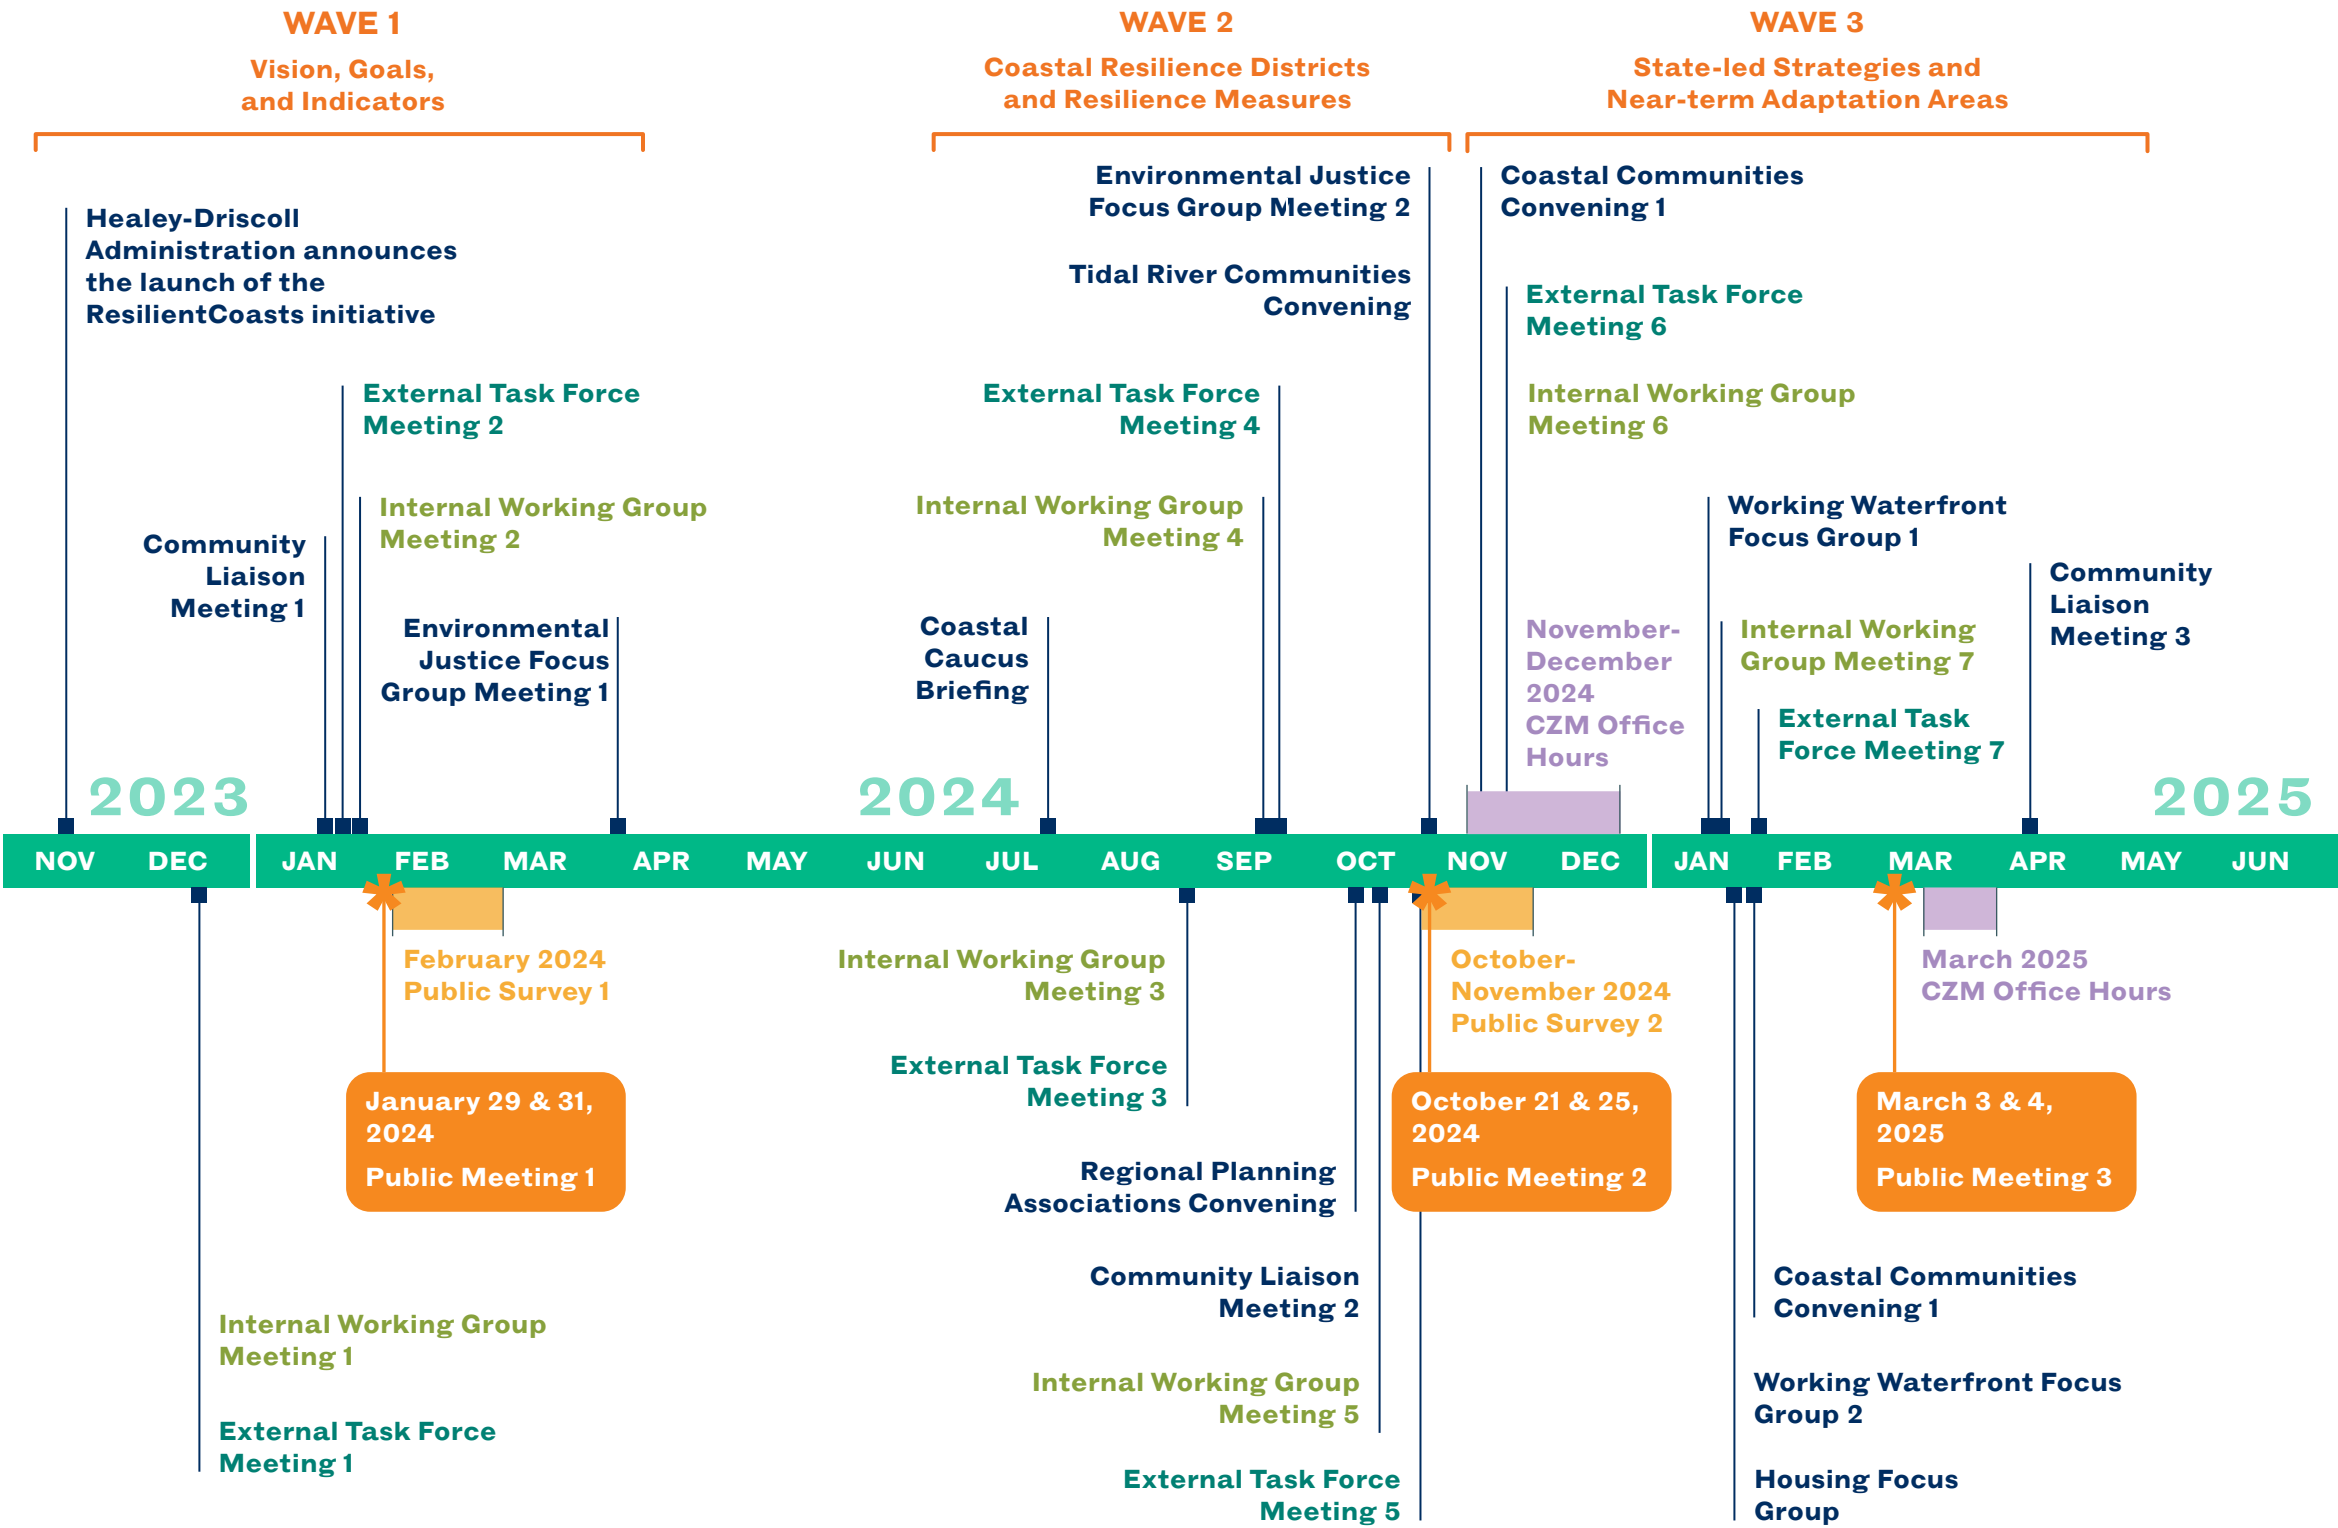 WAVE 1
Vision, Goals,
and Indicators
WAVE 2
Coastal Resilience Districts
and Resilience Measures
WAVE 3
State-led Strategies and
Near-term Adaptation Areas
Healey-Driscoll
Administration announces
the launch of the
ResilientCoasts initiative
Community
Liaison
Meeting 1
External Task Force
Meeting 2
Internal Working Group
Meeting 2
Environmental
Justice Focus
Group Meeting 1
Coastal
Caucus
Briefing
Internal Working Group
Meeting 4
External Task Force
Meeting 4
Environmental Justice
Focus Group Meeting 2
Tidal River Communities
Convening
Coastal Communities
Convening 1
External Task Force
Meeting 6
Internal Working Group
Meeting 6
November-
December
2024
CZM Office
Hours
Working Waterfront
Focus Group 1
Internal Working
Group Meeting 7
External Task
Force Meeting 7
Community
Liaison
Meeting 3
2023
2024
2025
NOV DEC JAN FEB MAR APR MAY JUN JUL AUG SEP OCT NOV DEC JAN FEB MAR APR MAY JUN
February 2024
Public Survey 1
January 29 & 31,
2024
Public Meeting 1
Internal Working Group
Meeting 1
External Task Force
Meeting 1
Internal Working Group
Meeting 3
External Task Force
Meeting 3
Regional Planning
Associations Convening
Community Liaison
Meeting 2
Internal Working Group
Meeting 5
External Task Force
Meeting 5
October-
November 2024
Public Survey 2
October 21 & 25,
2024
Public Meeting 2
March 2025
CZM Office Hours
March 3 & 4,
2025
Public Meeting 3
Coastal Communities
Convening 1
Working Waterfront Focus
Group 2
Housing Focus
Group